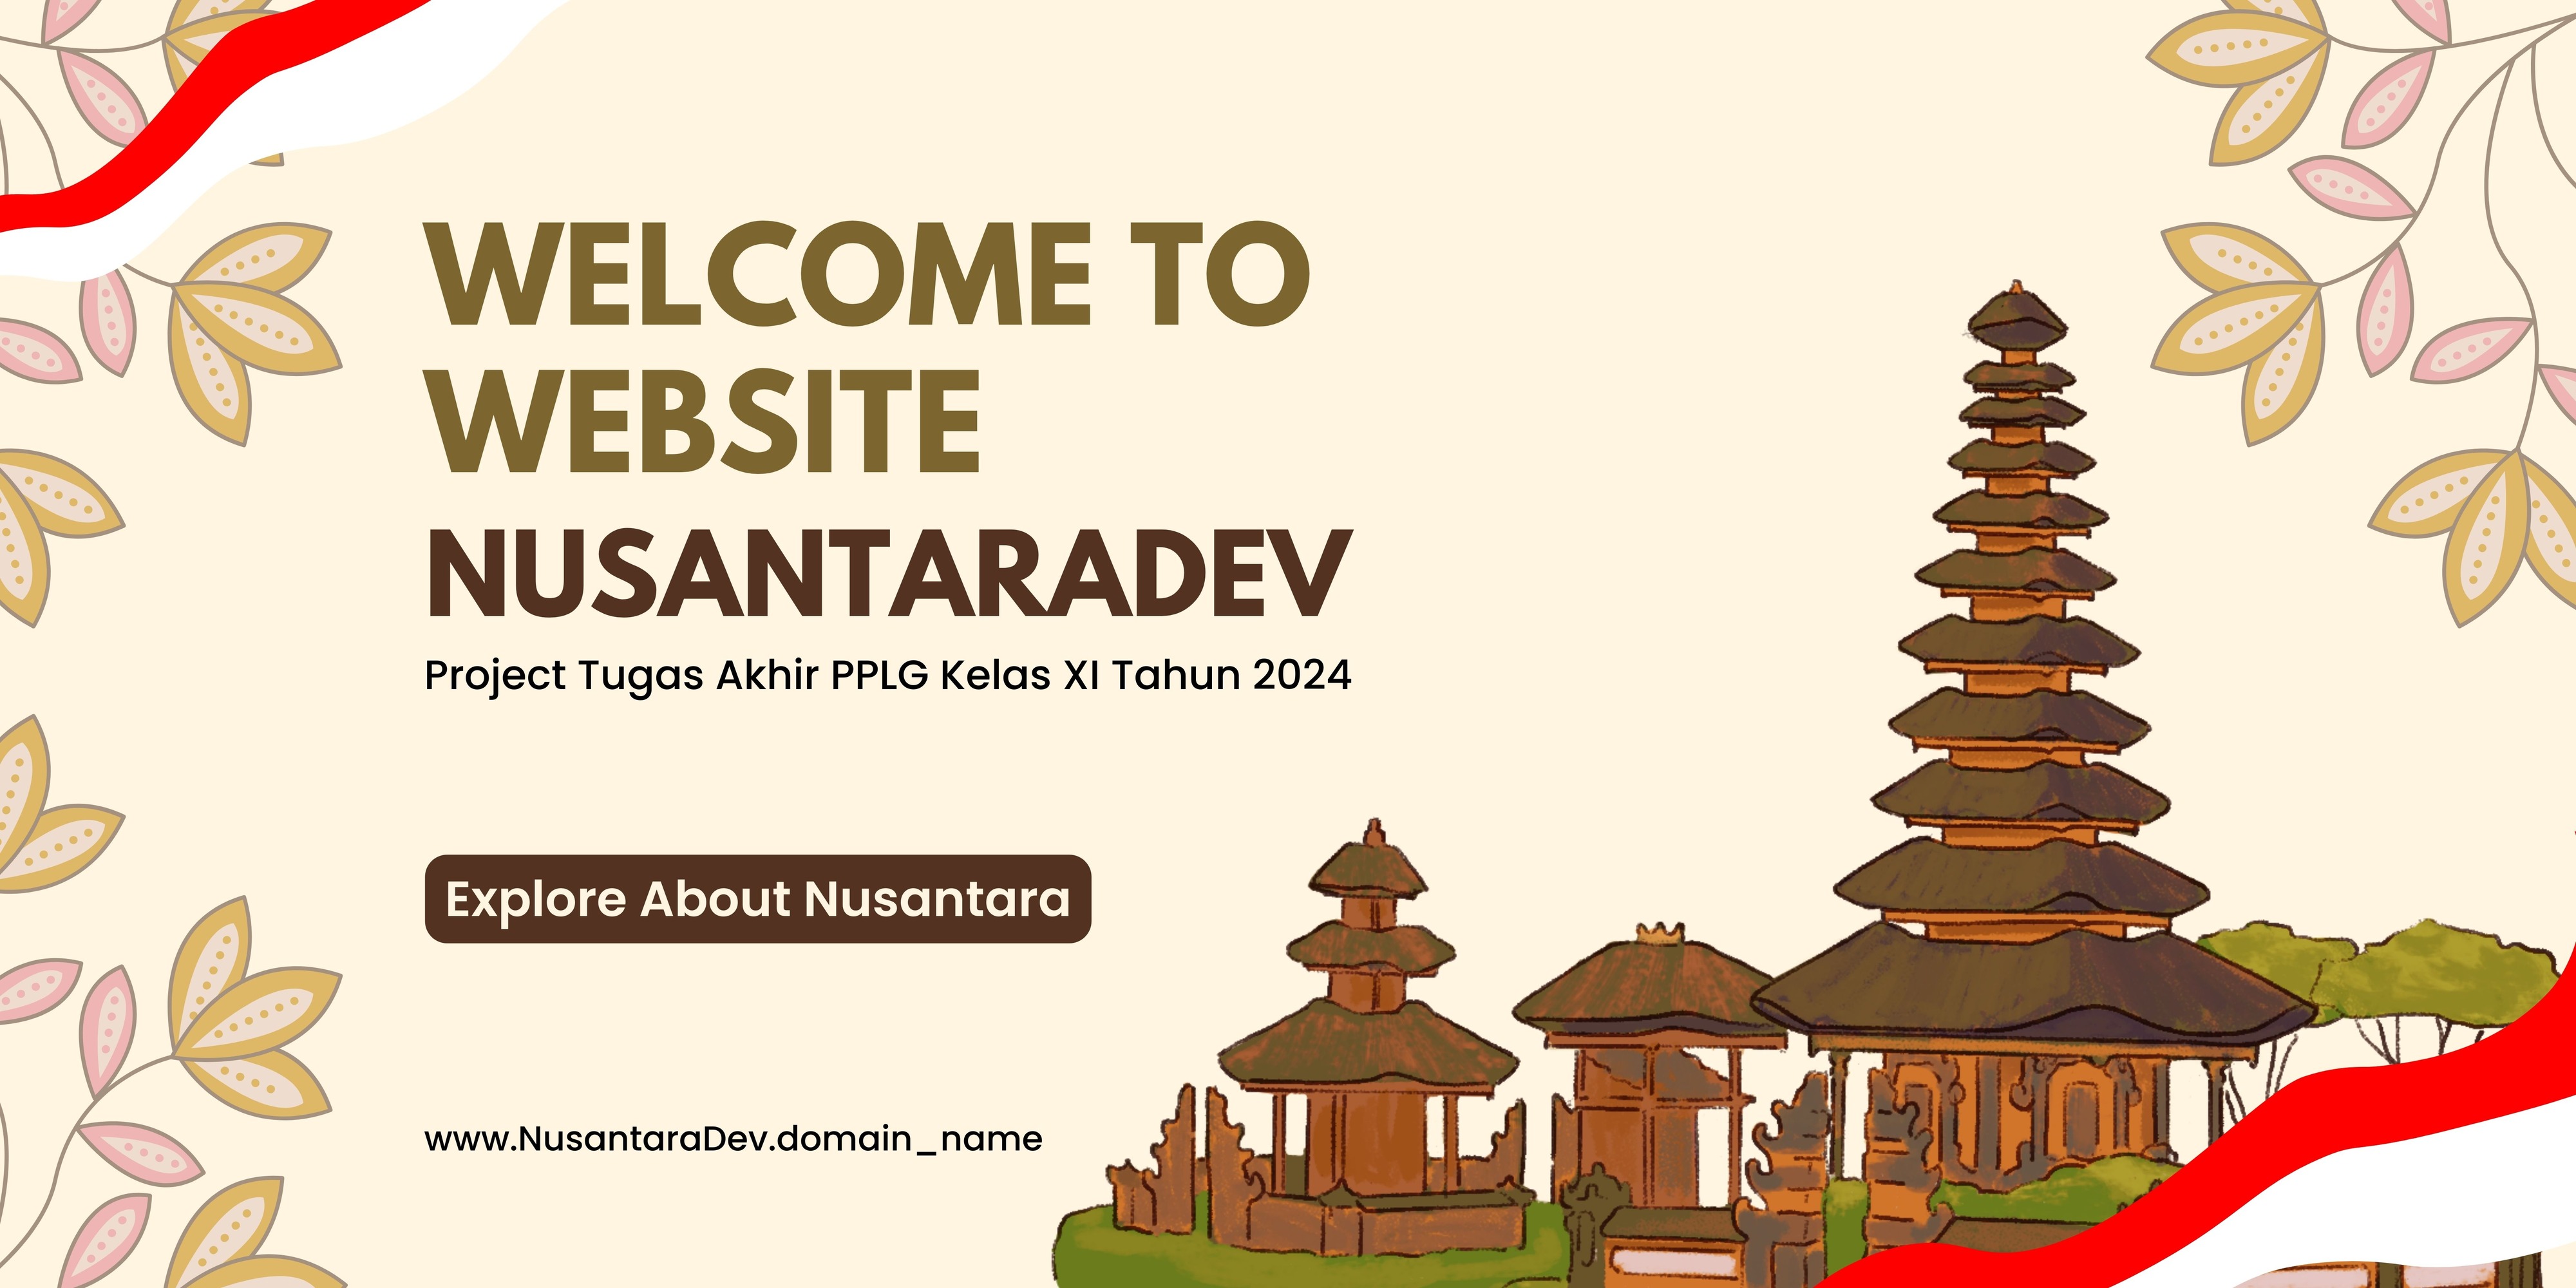 WELCOME TO
WEBSITE
NUSANTARADEV
Project Tugas Akhir PPLG Kelas XI Tahun 2024
Explore About Nusantara
www.NusantaraDev.domain_name